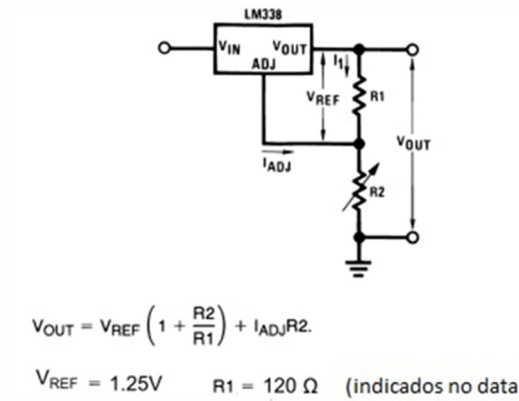 LM338
VIN VOUT
ADJ
I1
VREF R1
IADJ
VOUT
R2
VOUT = VREF (1 + R2/R1) + IADJR2.
VREF = 1.25V R1 = 120 Ω (indicados no data